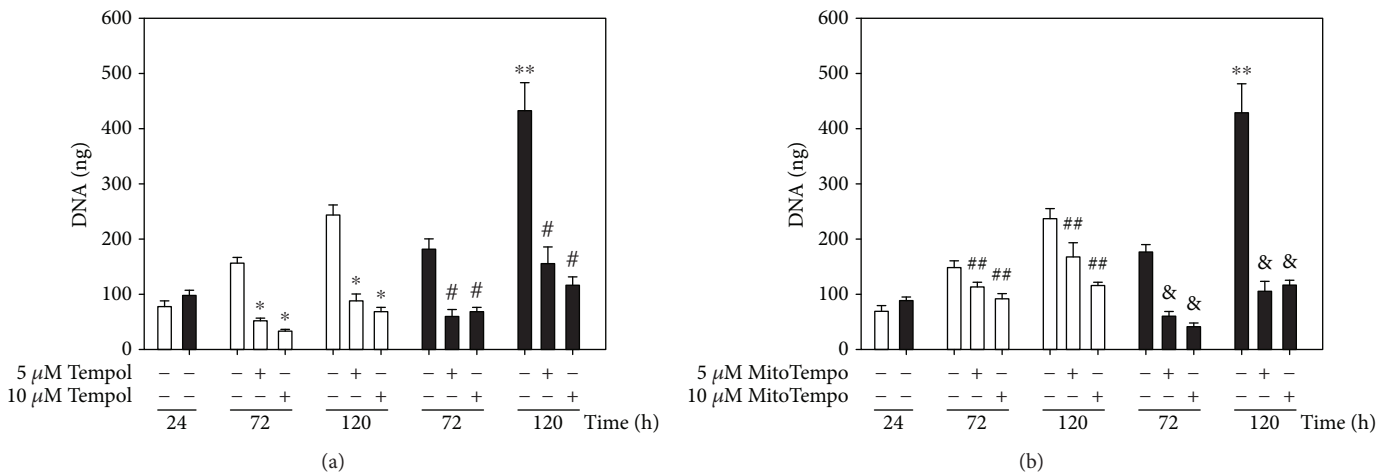 600
500
400
300
200
100
0
DNA (ng)
**
* * * * # # # #
5 μM Tempol − − − + − − + − − + − − + −
10 μM Tempol − − − − + − − + − − + − − +
24 72 120 72 120 Time (h)
(a)
600
500
400
300
200
100
0
DNA (ng)
**
## ## ## ## & & & &
5 μM MitoTempo − − − + − − + − − + − − + −
10 μM MitoTempo − − − − + − − + − − + − − +
24 72 120 72 120 Time (h)
(b)